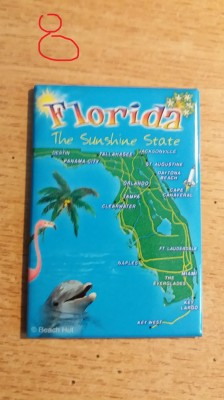 8
Florida
The Sunshine State
DESTIN
TALLAHASSEE
JACKSONVILLE
PANAMA CITY
ST. AUGUSTINE
DAYTONA
BEACH
ORLANDO
CAPE
CANAVERAL
TAMPA
CLEARWATER
FT. LAUDERDALE
NAPLES
MIAMI
THE
EVERGLADES
KEY
LARGO
KEY WEST
© Beach Hut